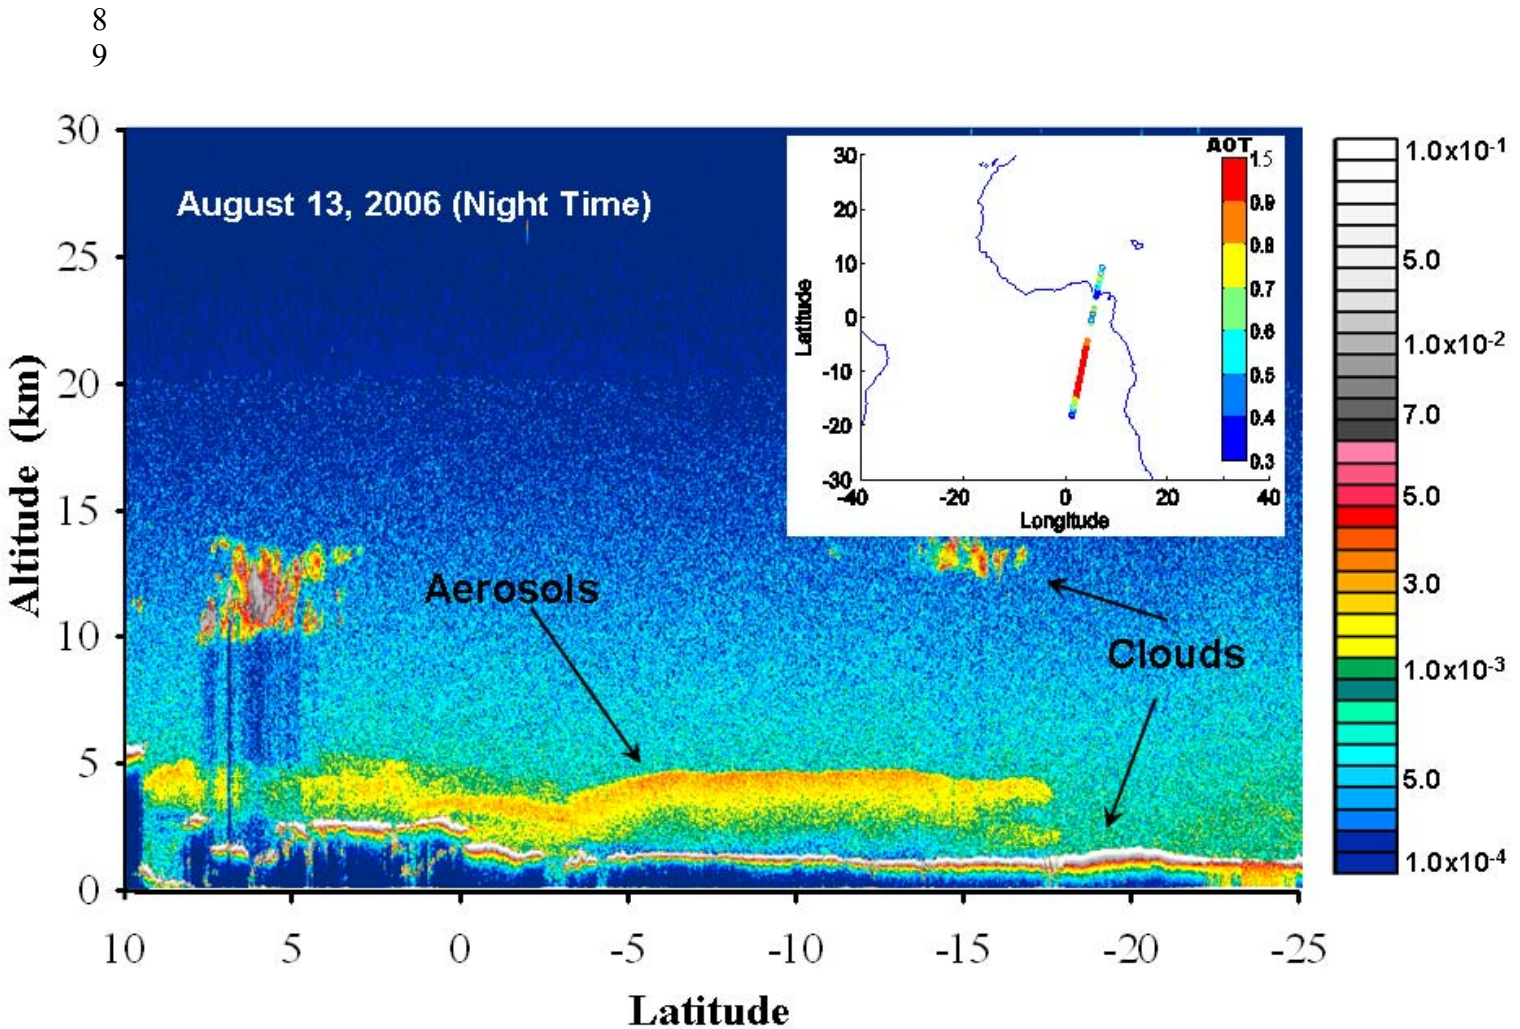 8
9
30
25
20
15
10
5
0
Altitude (km)
August 13, 2006 (Night Time)
Aerosols
Clouds
10 5 0 -5 -10 -15 -20 -25
Latitude
AOT
30
20
10
0
-10
-20
-30
Latitude
-40 -20 0 20 40
Longitude
1.5
0.9
0.8
0.7
0.6
0.5
0.4
0.3
1.0x10-1
5.0
1.0x10-2
7.0
5.0
3.0
1.0x10-3
5.0
1.0x10-4